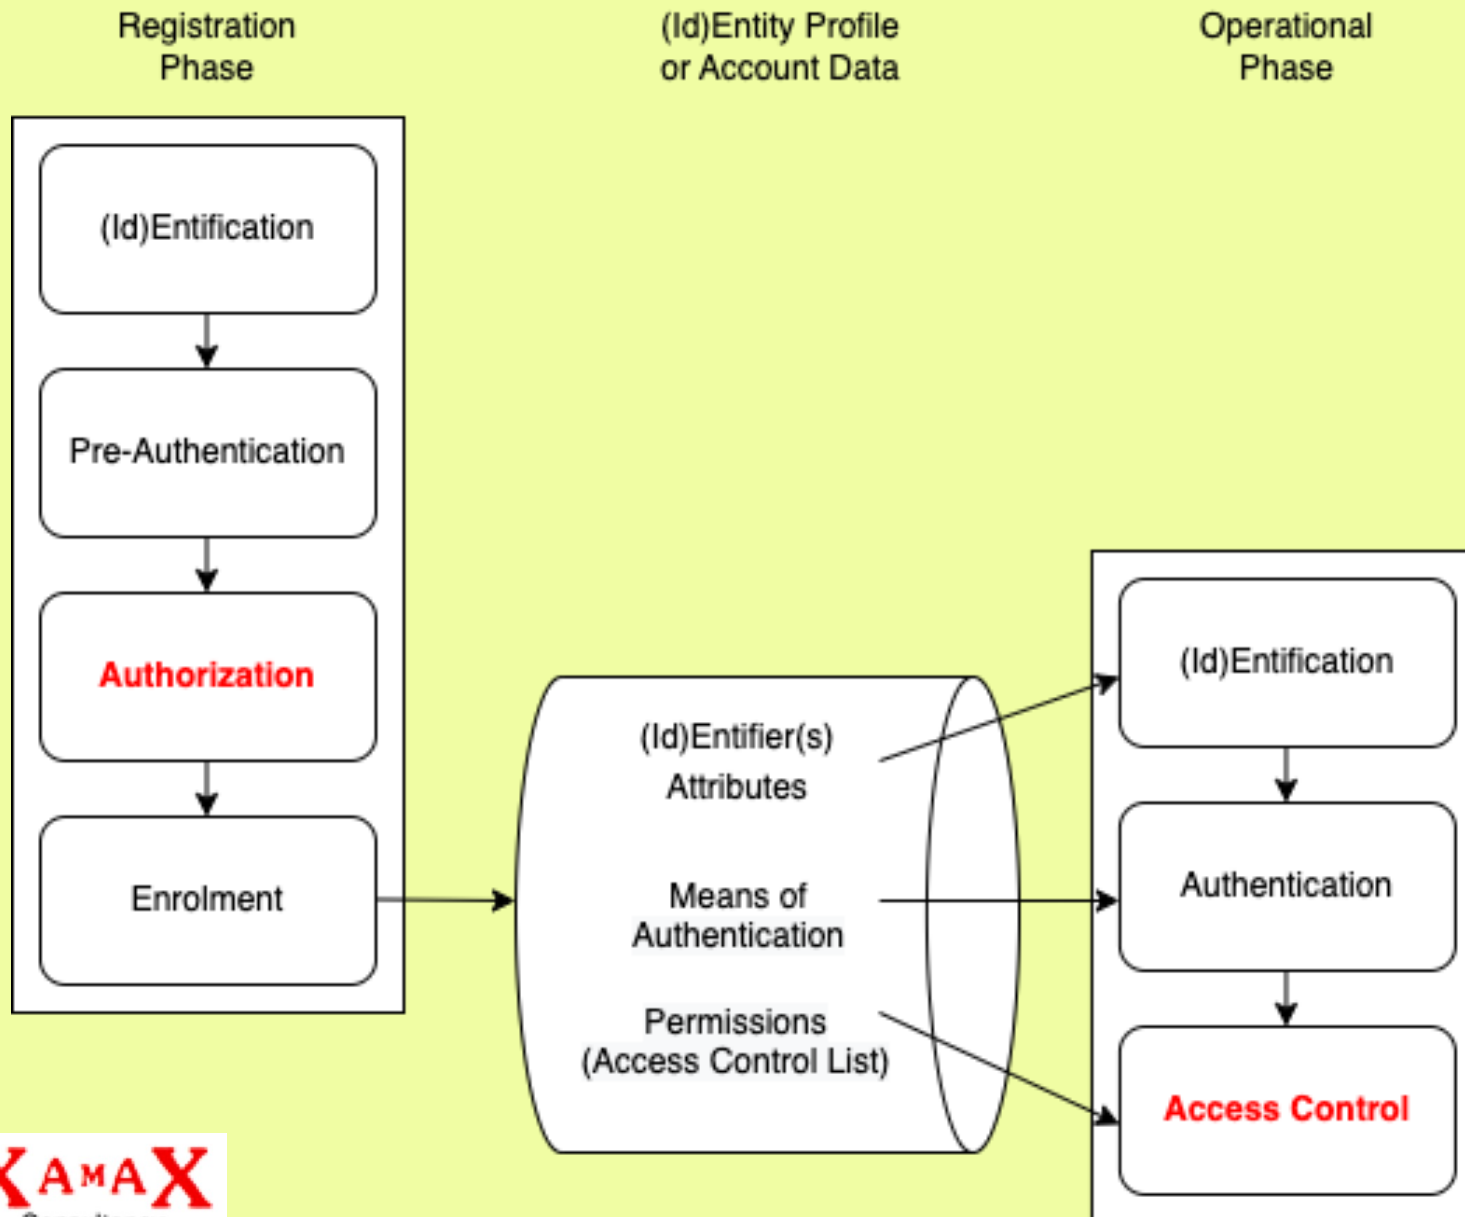 Registration
Phase
(Id)Entity Profile
or Account Data
Operational
Phase
(Id)Entification
Pre-Authentication
Authorization
Enrolment
(Id)Entifier(s)
Attributes
Means of
Authentication
Permissions
(Access Control List)
(Id)Entification
Authentication
Access Control
XAMAX